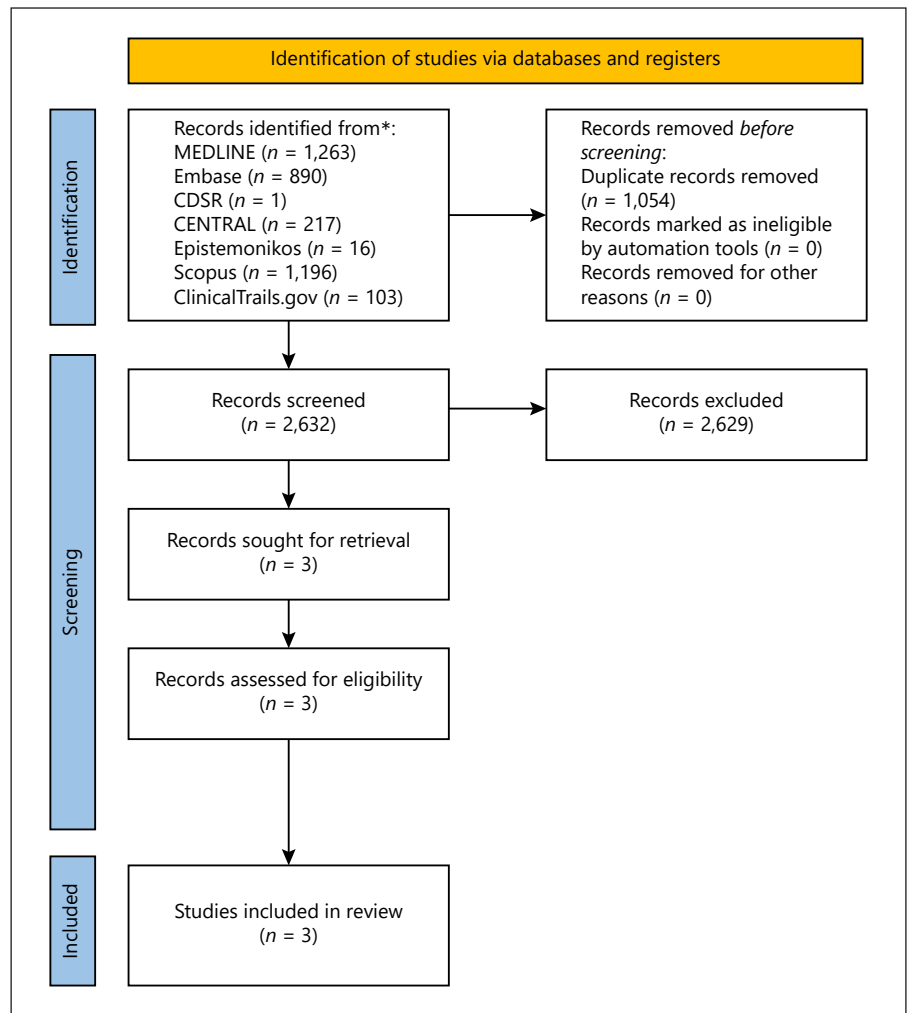 Identification of studies via databases and registers
Identification
Records identified from*:
MEDLINE (n = 1,263)
Embase (n = 890)
CDSR (n = 1)
CENTRAL (n = 217)
Epistemonikos (n = 16)
Scopus (n = 1,196)
ClinicalTrails.gov (n = 103)
Records removed before
screening:
Duplicate records removed
(n = 1,054)
Records marked as ineligible
by automation tools (n = 0)
Records removed for other
reasons (n = 0)
Screening
Records screened
(n = 2,632)
Records excluded
(n = 2,629)
Records sought for retrieval
(n = 3)
Records assessed for eligibility
(n = 3)
Included
Studies included in review
(n = 3)